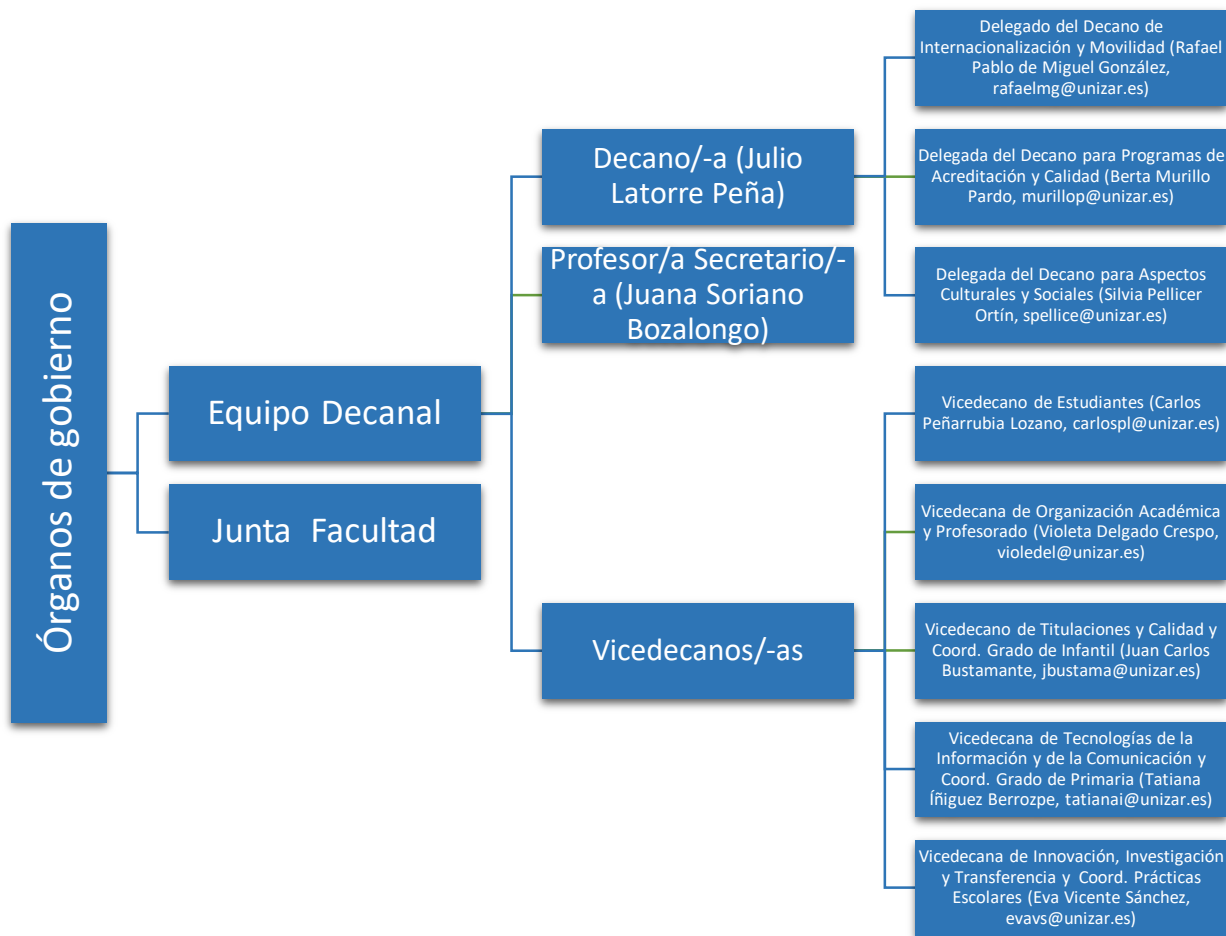 Órganos de gobierno
Equipo Decanal
Junta Facultad
Decano/-a (Julio
Latorre Peña)
Profesor/a Secretario/-
a (Juana Soriano
Bozalongo)
Vicedecanos/-as
Delegado del Decano de
Internacionalización y Movilidad (Rafael
Pablo de Miguel González,
rafaelmg@unizar.es)
Delegada del Decano para Programas de
Acreditación y Calidad (Berta Murillo
Pardo, murillop@unizar.es)
Delegada del Decano para Aspectos
Culturales y Sociales (Silvia Pellicer
Ortín, spellice@unizar.es)
Vicedecano de Estudiantes (Carlos
Peñarrubia Lozano, carlospl@unizar.es)
Vicedecana de Organización Académica
y Profesorado (Violeta Delgado Crespo,
violedel@unizar.es)
Vicedecano de Titulaciones y Calidad y
Coord. Grado de Infantil (Juan Carlos
Bustamante, jbustama@unizar.es)
Vicedecana de Tecnologías de la
Información y de la Comunicación y
Coord. Grado de Primaria (Tatiana
Íñiguez Berrozpe, tatianai@unizar.es)
Vicedecana de Innovación, Investigación
y Transferencia y Coord. Prácticas
Escolares (Eva Vicente Sánchez,
evavs@unizar.es)